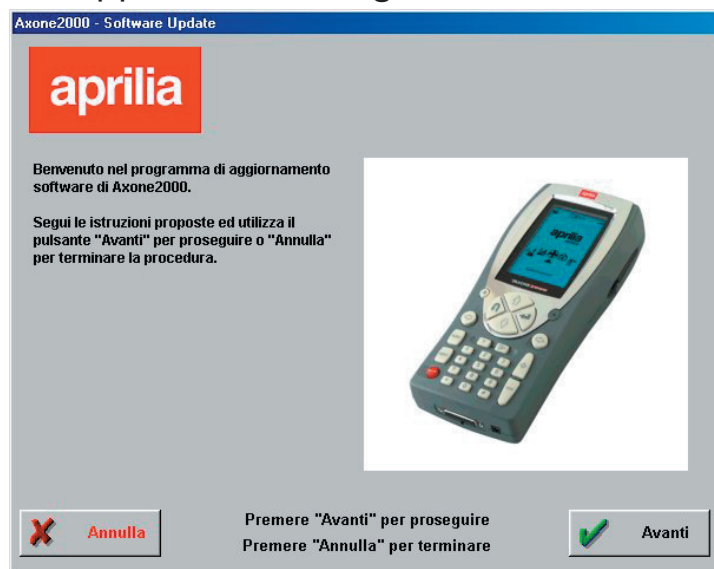 Axone2000 - Software Update
aprilia
Benvenuto nel programma di aggiornamento
software di Axone2000.
Segui le istruzioni proposte ed utilizza il
pulsante "Avanti" per proseguire o "Annulla"
per terminare la procedura.
aprilia
Annulla
Premere "Avanti" per proseguire
Premere "Annulla" per terminare
Avanti